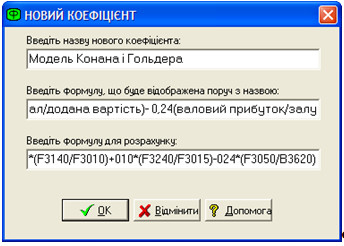 НОВИЙ КОЕФІЦІЄНТ
Введіть назву нового коефіцієнта:
Модель Конана і Гольдера
Введіть формулу, що буде відображена поруч з назвою:
ал/додана вартість)- 0,24(валовий прибуток/залу
Введіть формулу для розрахунку:
*(F3140/F3010)+010*(F3240/F3015)-024*(F3050/B3620)
OK
Відмінити
Допомога